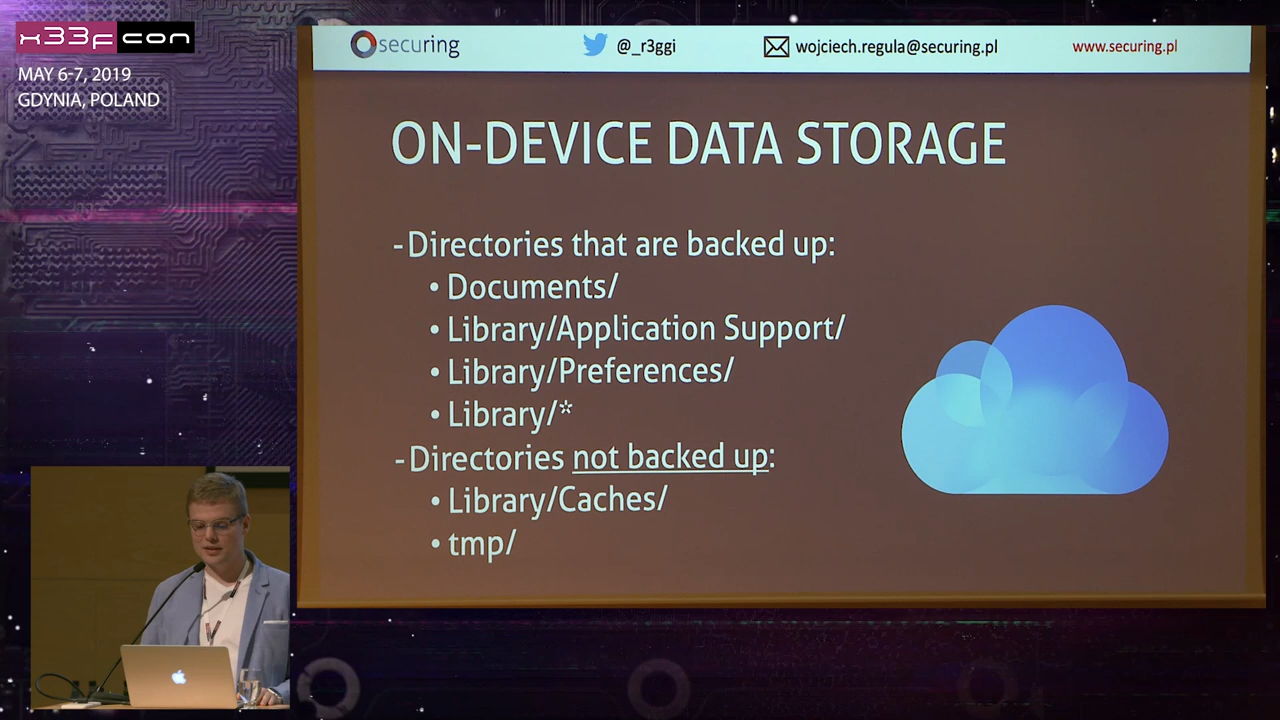 x33fcon
MAY 6-7, 2019
GDYNIA, POLAND
securing
@_r3ggi
wojciech.regula@securing.pl
www.securing.pl
ON-DEVICE DATA STORAGE
-Directories that are backed up:
• Documents/
• Library/Application Support/
• Library/Preferences/
• Library/*
-Directories not backed up:
• Library/Caches/
• tmp/